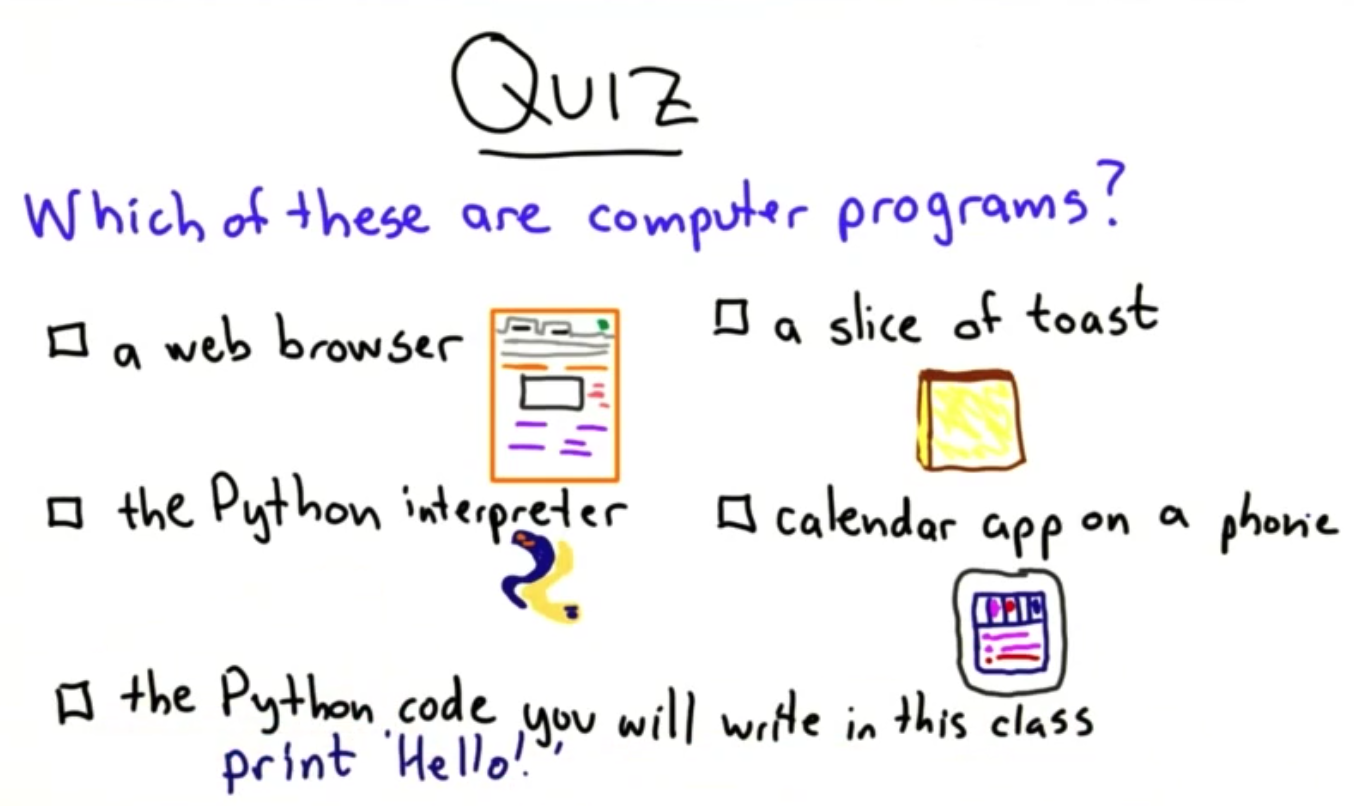 QUIZ
Which of these are computer programs?
a web browser
a slice of toast
the Python interpreter
calendar app on a phone
the Python code you will write in this class
print 'Hello!'